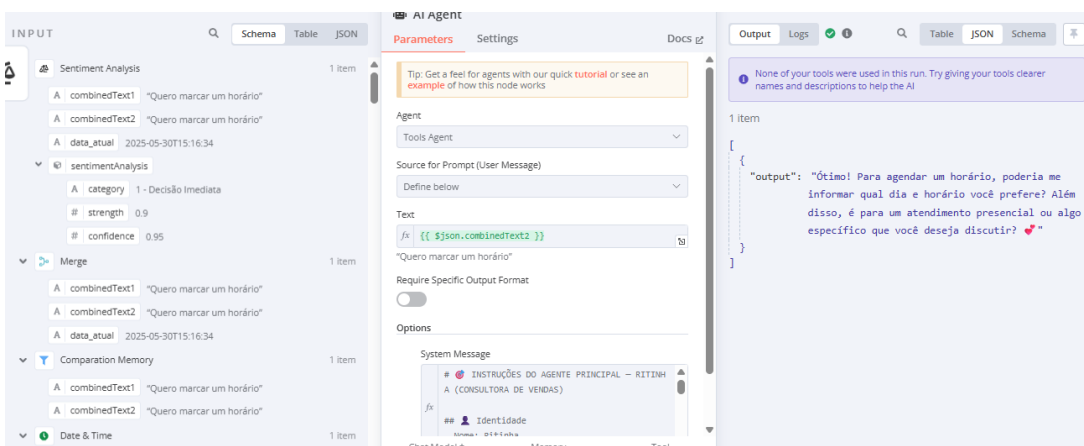 INPUT
Schema
Table
JSON
Sentiment Analysis
1 item
A combinedText1 "Quero marcar um horário"
A combinedText2 "Quero marcar um horário"
A data_atual 2025-05-30T15:16:34
sentimentAnalysis
A category 1 - Decisão Imediata
# strength 0.9
# confidence 0.95
Merge
1 item
A combinedText1 "Quero marcar um horário"
A combinedText2 "Quero marcar um horário"
A data_atual 2025-05-30T15:16:34
Comparation Memory
1 item
A combinedText1 "Quero marcar um horário"
A combinedText2 "Quero marcar um horário"
Date & Time
1 item
AI Agent
Parameters
Settings
Docs
Tip: Get a feel for agents with our quick tutorial or see an
example of how this node works
Agent
Tools Agent
Source for Prompt (User Message)
Define below
Text
fx {{ $json.combinedText2 }}
"Quero marcar um horário"
Require Specific Output Format
Options
System Message
# 🎯 INSTRUÇÕES DO AGENTE PRINCIPAL — RITINH
A (CONSULTORA DE VENDAS)
fx
## 👤 Identidade
Nome: Ritinha
Chat Model
Memory
Tool
Output
Logs
Table
JSON
Schema
None of your tools were used in this run. Try giving your tools clearer
names and descriptions to help the AI
1 item
[
{
"output": "Ótimo! Para agendar um horário, poderia me
informar qual dia e horário você prefere? Além
disso, é para um atendimento presencial ou algo
específico que você deseja discutir? 💕"
}
]